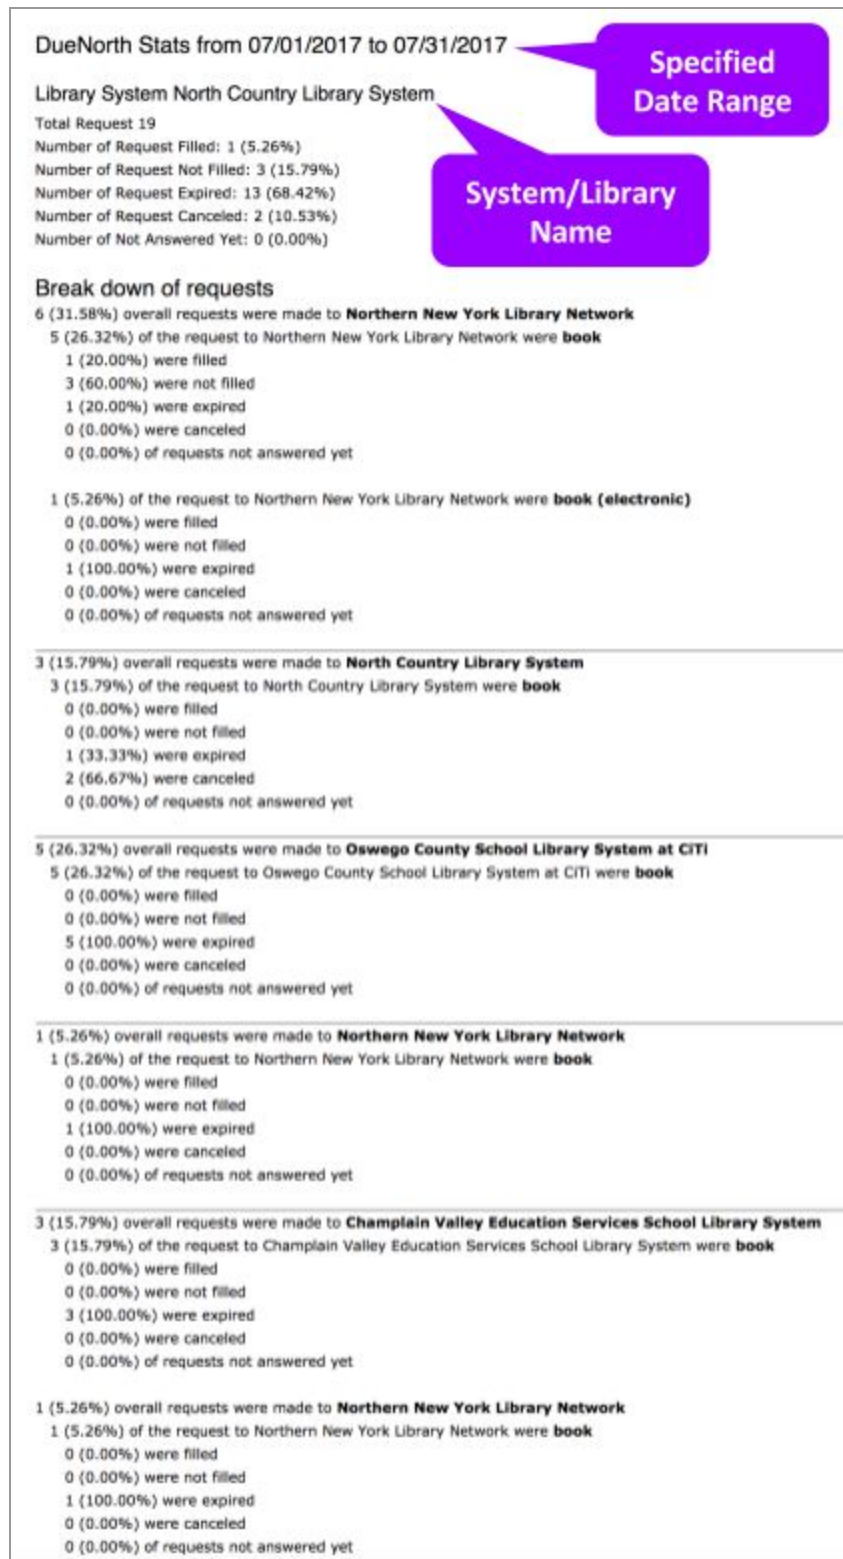 DueNorth Stats from 07/01/2017 to 07/31/2017
Specified
Date Range
Library System North Country Library System
System/Library
Name
Total Request 19
Number of Request Filled: 1 (5.26%)
Number of Request Not Filled: 3 (15.79%)
Number of Request Expired: 13 (68.42%)
Number of Request Canceled: 2 (10.53%)
Number of Not Answered Yet: 0 (0.00%)
Break down of requests
6 (31.58%) overall requests were made to Northern New York Library Network
5 (26.32%) of the request to Northern New York Library Network were book
1 (20.00%) were filled
3 (60.00%) were not filled
1 (20.00%) were expired
0 (0.00%) were canceled
0 (0.00%) of requests not answered yet
1 (5.26%) of the request to Northern New York Library Network were book (electronic)
0 (0.00%) were filled
0 (0.00%) were not filled
1 (100.00%) were expired
0 (0.00%) were canceled
0 (0.00%) of requests not answered yet
3 (15.79%) overall requests were made to North Country Library System
3 (15.79%) of the request to North Country Library System were book
0 (0.00%) were filled
0 (0.00%) were not filled
1 (33.33%) were expired
2 (66.67%) were canceled
0 (0.00%) of requests not answered yet
5 (26.32%) overall requests were made to Oswego County School Library System at CiTi
5 (26.32%) of the request to Oswego County School Library System at CiTi were book
0 (0.00%) were filled
0 (0.00%) were not filled
5 (100.00%) were expired
0 (0.00%) were canceled
0 (0.00%) of requests not answered yet
1 (5.26%) overall requests were made to Northern New York Library Network
1 (5.26%) of the request to Northern New York Library Network were book
0 (0.00%) were filled
0 (0.00%) were not filled
1 (100.00%) were expired
0 (0.00%) were canceled
0 (0.00%) of requests not answered yet
3 (15.79%) overall requests were made to Champlain Valley Education Services School Library System
3 (15.79%) of the request to Champlain Valley Education Services School Library System were book
0 (0.00%) were filled
0 (0.00%) were not filled
3 (100.00%) were expired
0 (0.00%) were canceled
0 (0.00%) of requests not answered yet
1 (5.26%) overall requests were made to Northern New York Library Network
1 (5.26%) of the request to Northern New York Library Network were book
0 (0.00%) were filled
0 (0.00%) were not filled
1 (100.00%) were expired
0 (0.00%) were canceled
0 (0.00%) of requests not answered yet